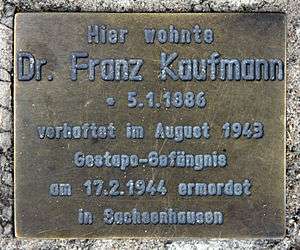 Hier wohnte
Dr. Franz Kaufmann
* 5.1.1886
verhaftet im August 1943
Gestapo-Gefängnis
am 17.2.1944 ermordet
in Sachsenhausen